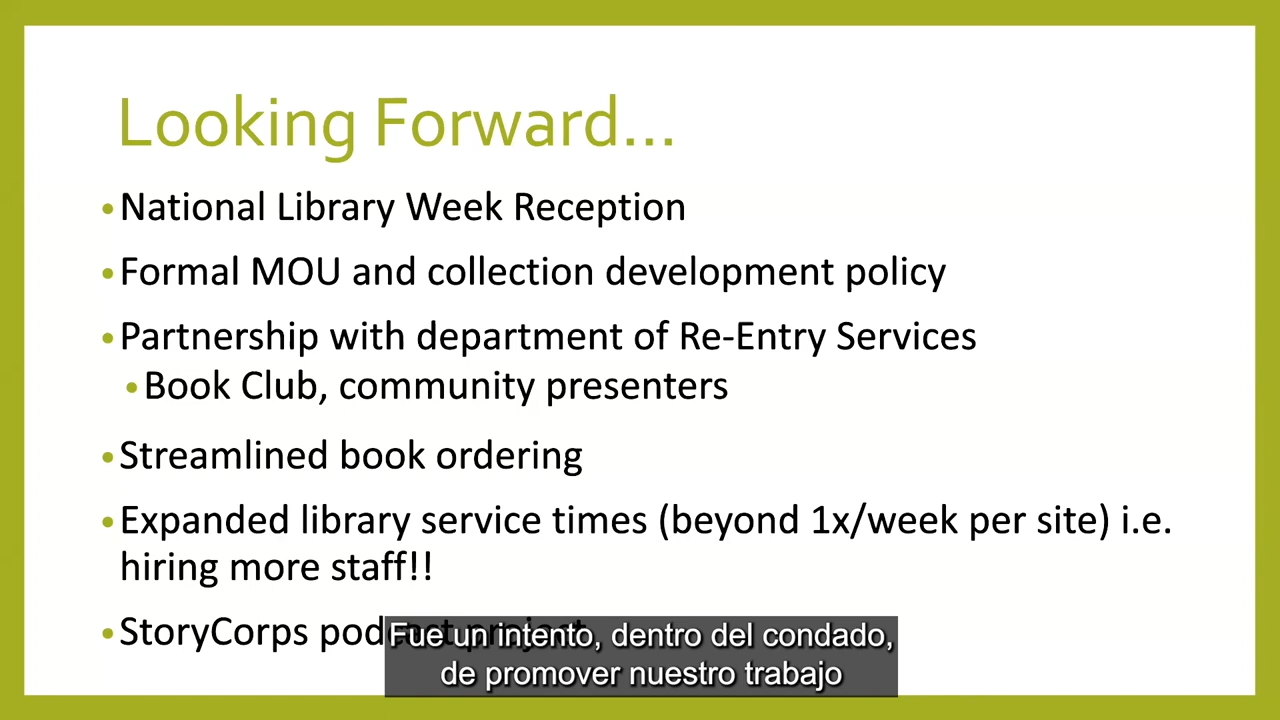 Looking Forward...
•National Library Week Reception
•Formal MOU and collection development policy
•Partnership with department of Re-Entry Services
•Book Club, community presenters
•Streamlined book ordering
•Expanded library service times (beyond 1x/week per site) i.e.
hiring more staff!!
•StoryCorps podcast project
Fue un intento, dentro del condado,
de promover nuestro trabajo